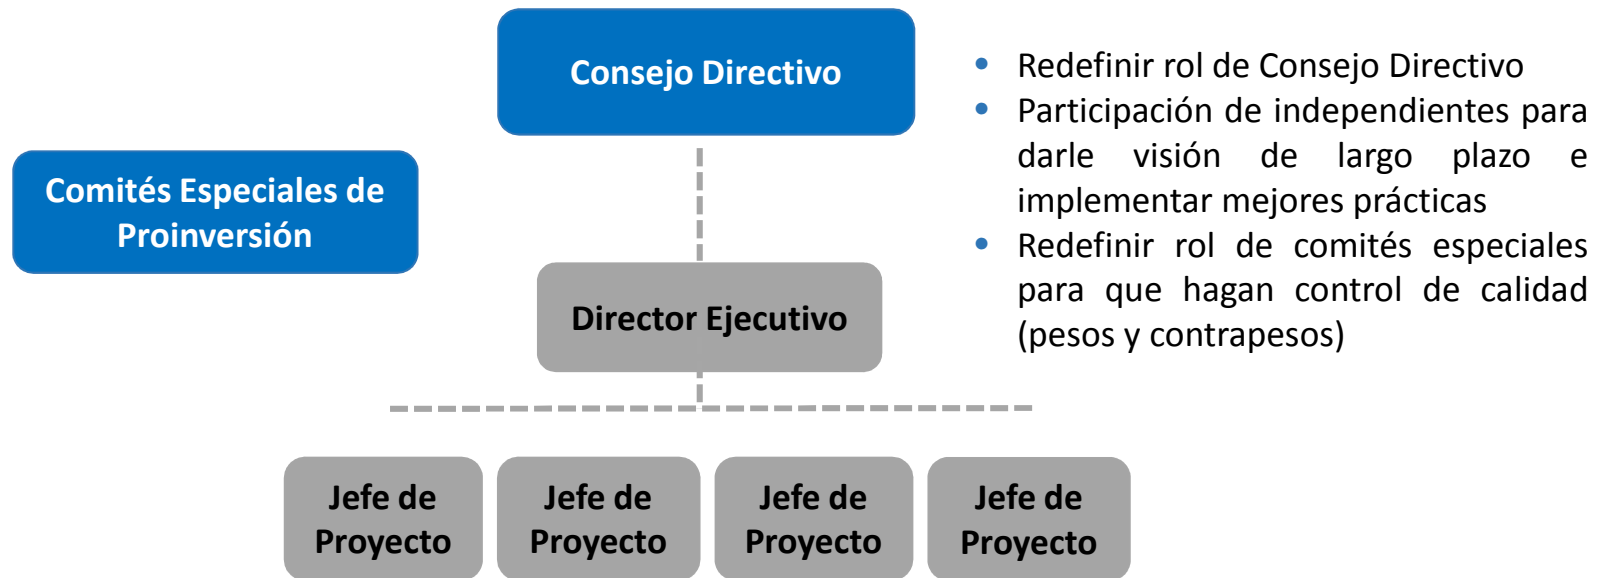 Consejo Directivo
Comités Especiales de
Proinversión
Director Ejecutivo
Jefe de
Proyecto
Jefe de
Proyecto
Jefe de
Proyecto
Jefe de
Proyecto
• Redefinir rol de Consejo Directivo
• Participación de independientes para
darle visión de largo plazo e
implementar mejores prácticas
• Redefinir rol de comités especiales
para que hagan control de calidad
(pesos y contrapesos)